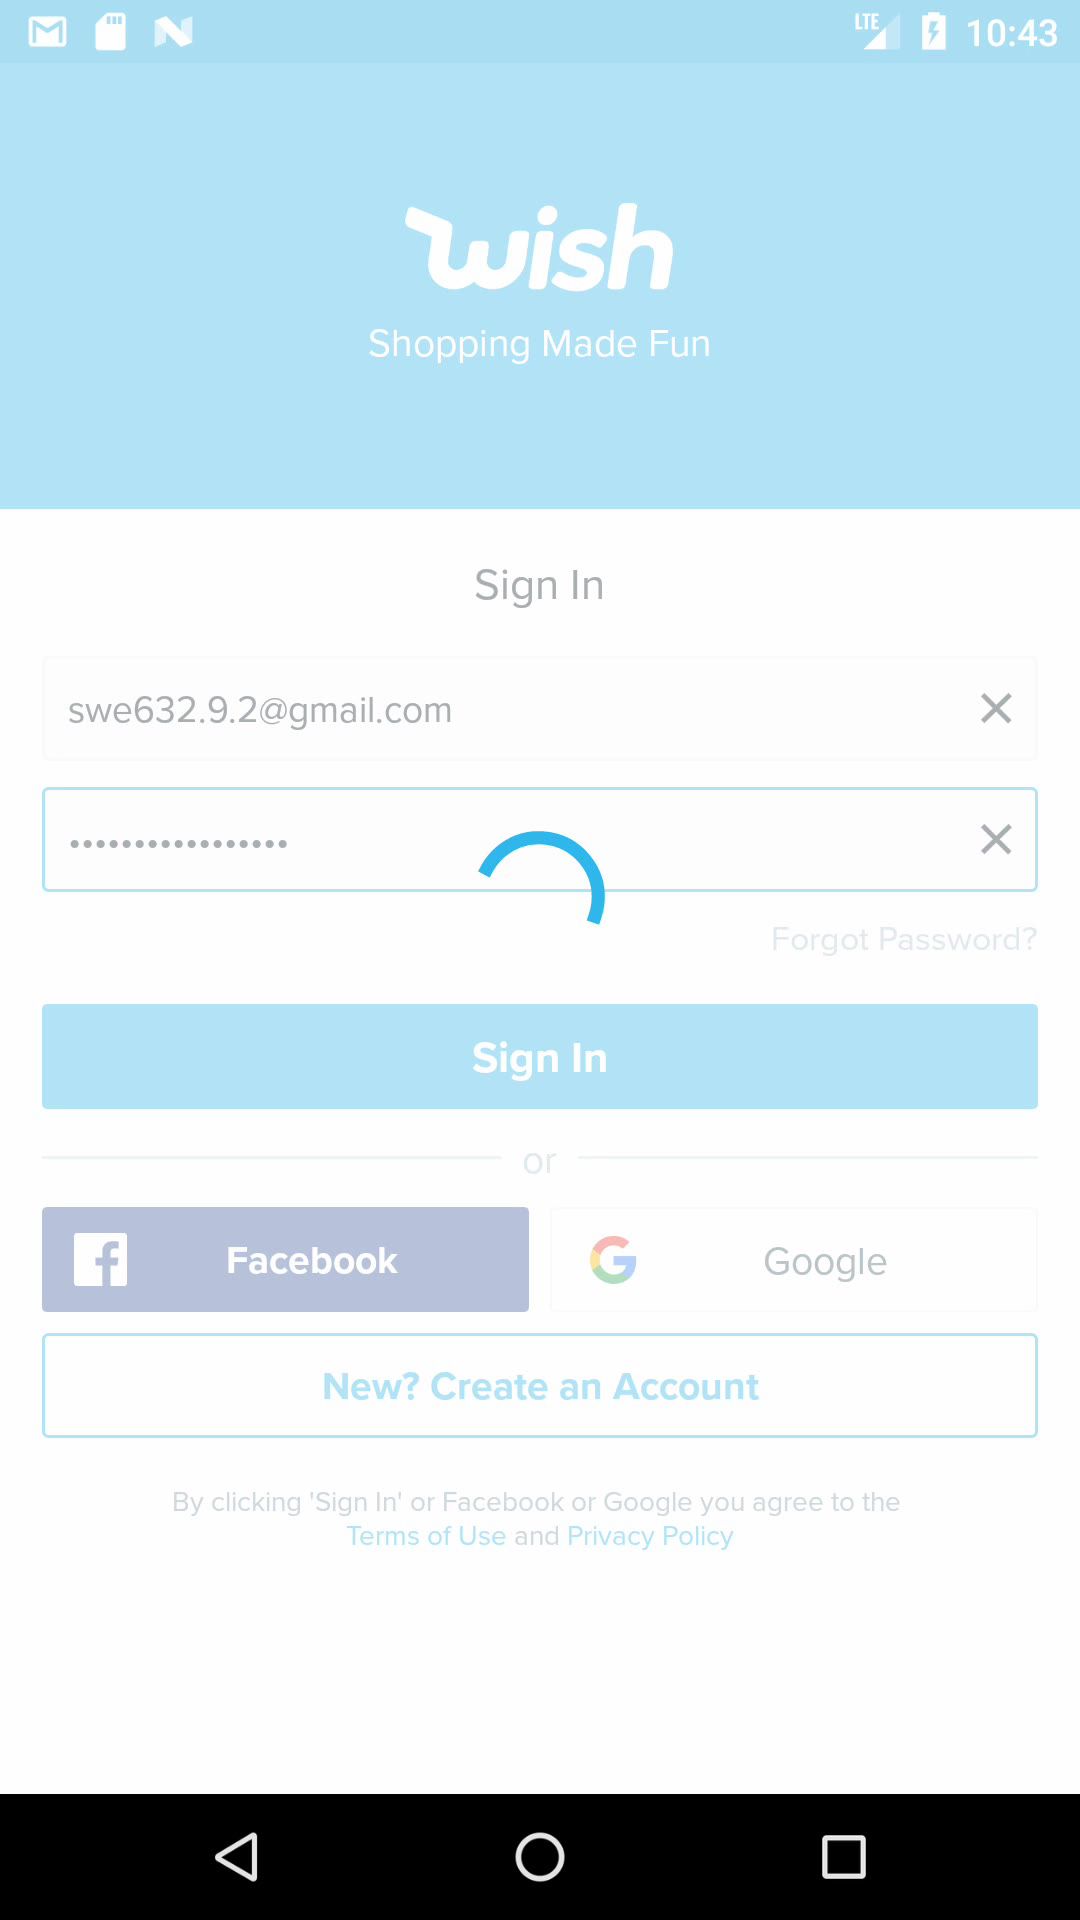 LTE 10:43
wish
Shopping Made Fun
Sign In
swe632.9.2@gmail.com
•••••••••••••••••
Forgot Password?
Sign In
or
Facebook
Google
New? Create an Account
By clicking 'Sign In' or Facebook or Google you agree to the
Terms of Use and Privacy Policy